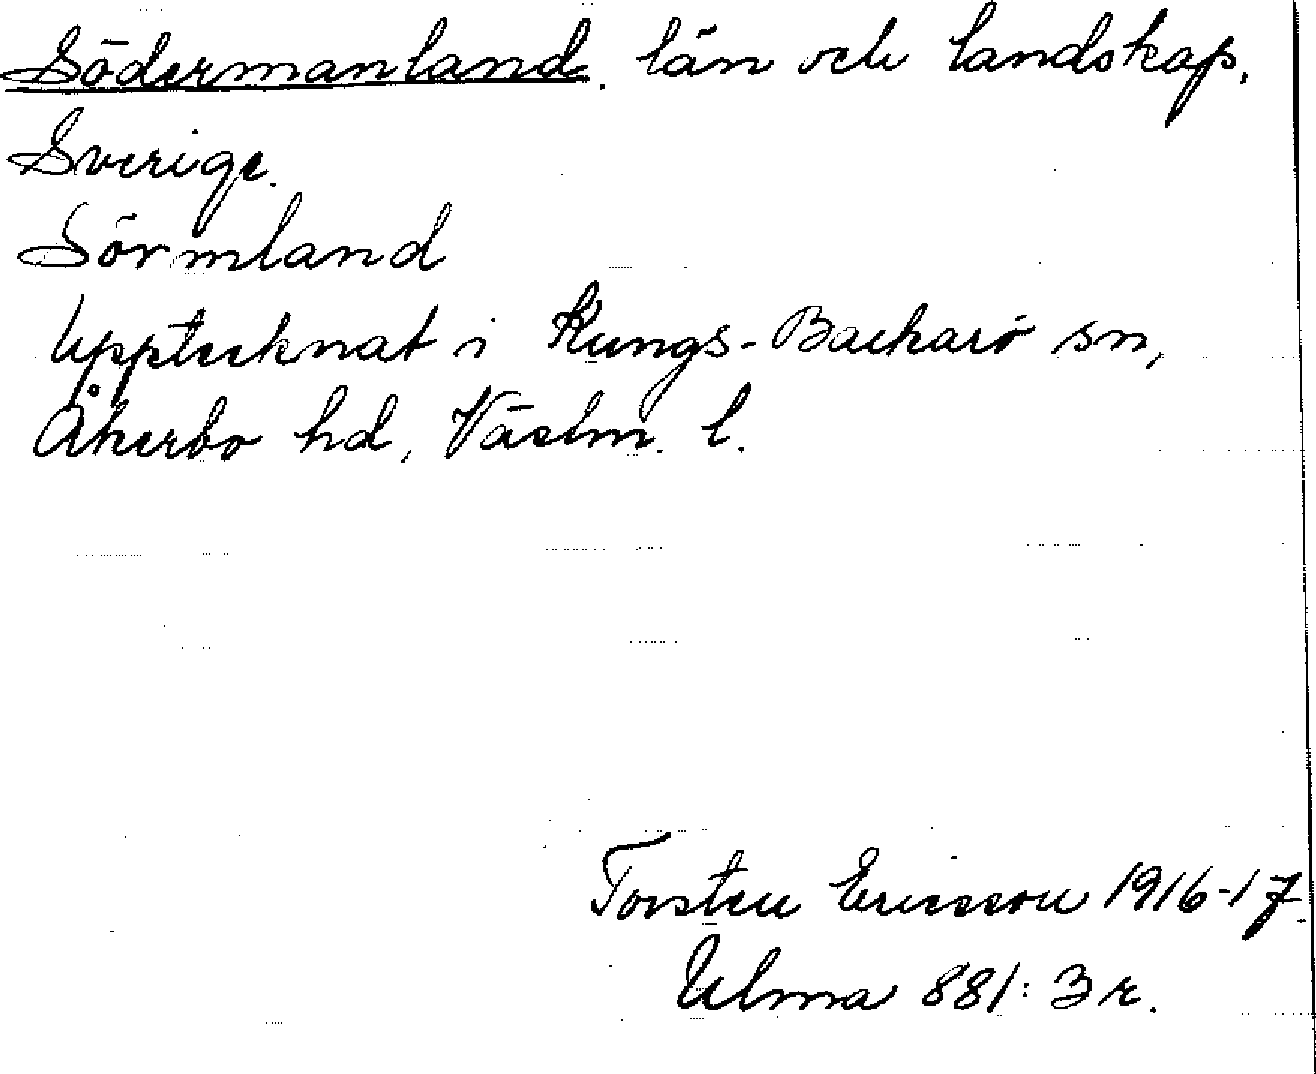 Södermanland, län och landskap,
Sverige.
Sörmland
Upptecknat i Kungs-Barkarö sn,
Åkerbo hd, Västm. l.
Torsten Ericsson 1916-17
Ulma 881: 3 r.